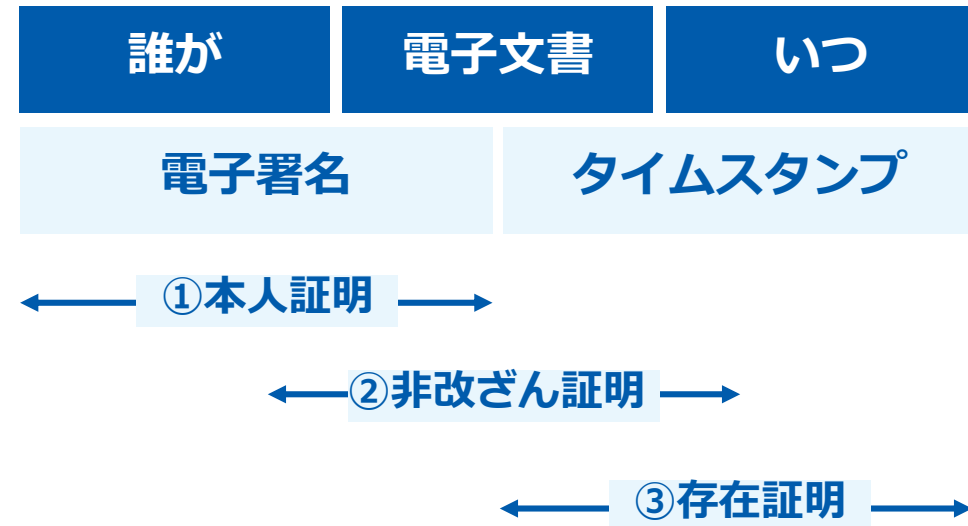 誰が 電子文書 いつ
電子署名 タイムスタンプ
①本人証明
②非改ざん証明
③存在証明